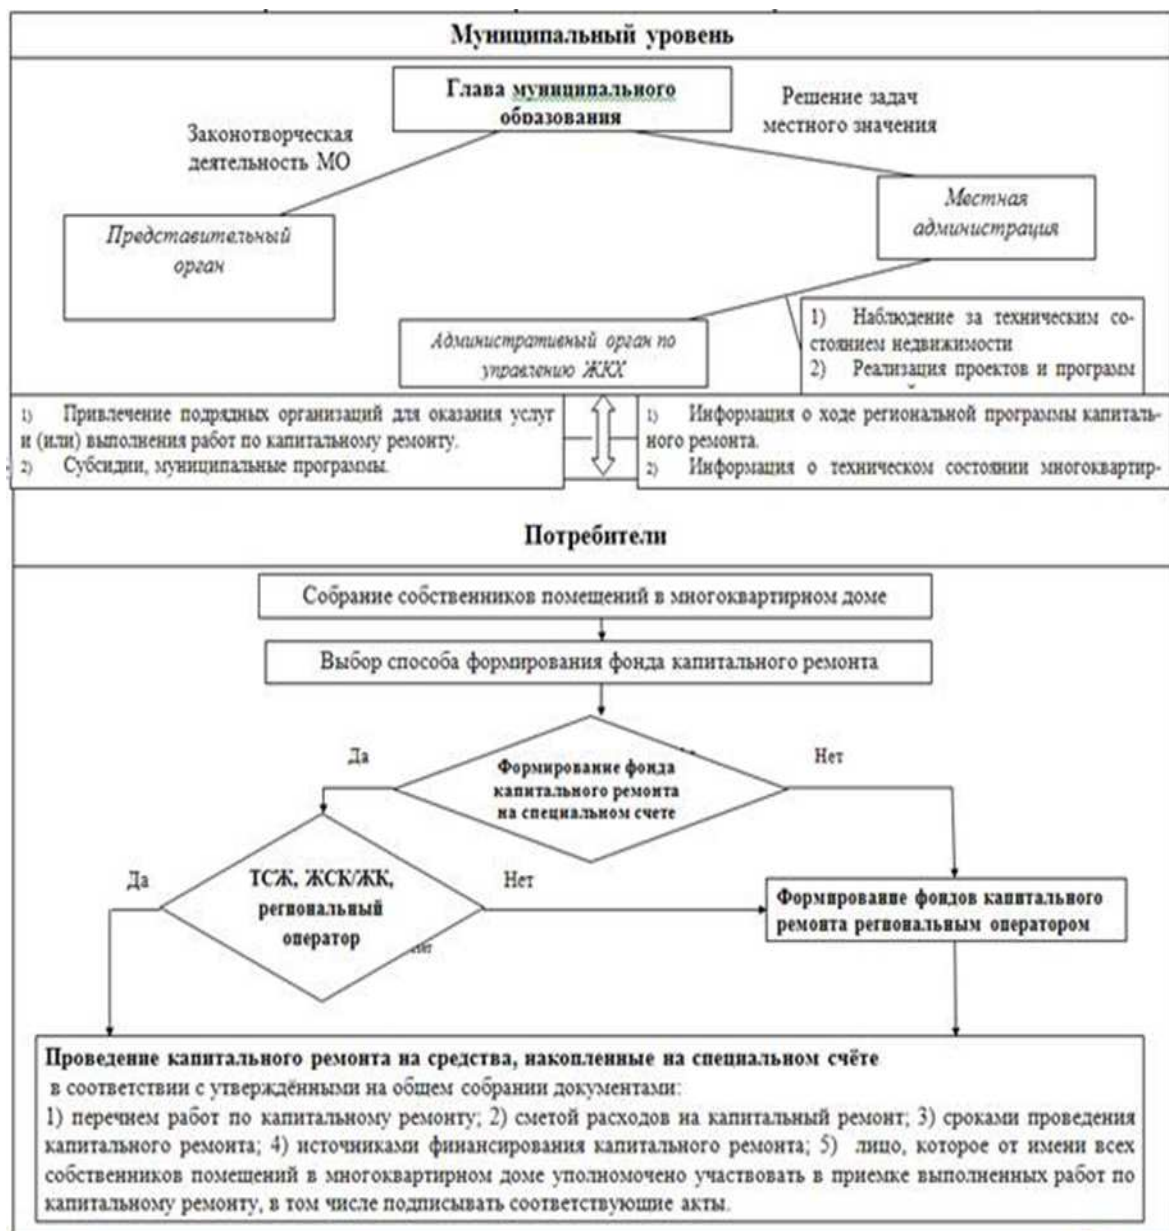 Муниципальный уровень
Глава муниципального
образования
Законотворческая
деятельность МО
Решение задач
местного значения
Представительный
орган
Местная
администрация
Административный орган по
управлению ЖКХ
1) Наблюдение за техническим со-
стоянием недвижимости
2) Реализация проектов и программ
1) Привлечение подрядных организаций для оказания услуг
и (или) выполнения работ по капитальному ремонту.
2) Субсидии, муниципальные программы.
1) Информация о ходе региональной программы капиталь-
ного ремонта.
2) Информация о техническом состоянии многоквартир-
Потребители
Собрание собственников помещений в многоквартирном доме
Выбор способа формирования фонда капитального ремонта
Да
Нет
Формирование фонда
капитального ремонта
на специальном счете
Да
ТСЖ, ЖСК/ЖК,
региональный
оператор
Нет
Формирование фондов капитального
ремонта региональным оператором
Проведение капитального ремонта на средства, накопленные на специальном счёте
в соответствии с утверждёнными на общем собрании документами:
1) перечнем работ по капитальному ремонту; 2) сметой расходов на капитальный ремонт; 3) сроками проведения
капитального ремонта; 4) источниками финансирования капитального ремонта; 5) лицо, которое от имени всех
собственников помещений в многоквартирном доме уполномочено участвовать в приемке выполненных работ по
капитальному ремонту, в том числе подписывать соответствующие акты.